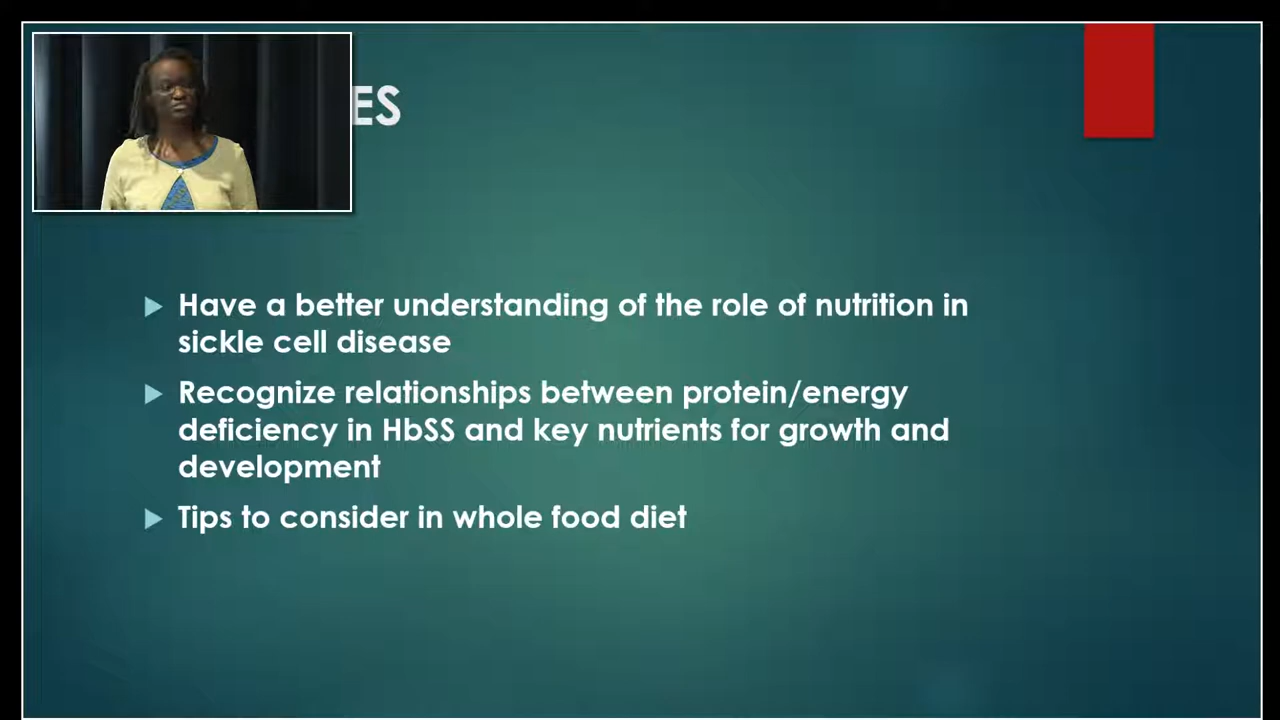 ES
Have a better understanding of the role of nutrition in
sickle cell disease
Recognize relationships between protein/energy
deficiency in HbSS and key nutrients for growth and
development
Tips to consider in whole food diet